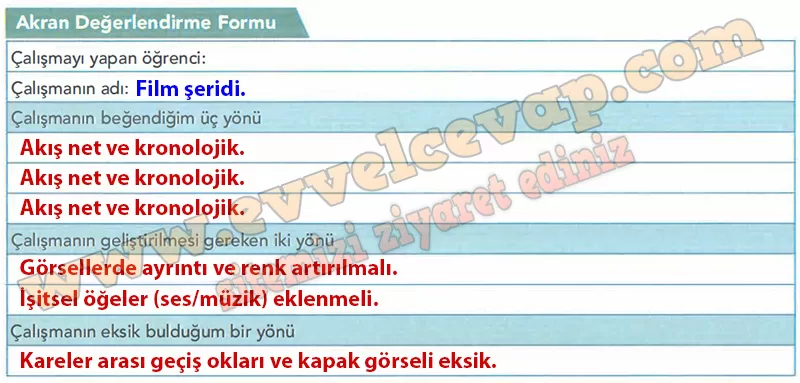 Akran Değerlendirme Formu
Çalışmayı yapan öğrenci:
Çalışmanın adı: Film şeridi.
Çalışmanın beğendiğim üç yönü
Akış net ve kronolojik.
Akış net ve kronolojik.
Akış net ve kronolojik.
Çalışmanın geliştirilmesi gereken iki yönü
Görsellerde ayrıntı ve renk artırılmalı.
İşitsel öğeler (ses/müzik) eklenmeli.
Çalışmanın eksik bulduğum bir yönü
Kareler arası geçiş okları ve kapak görseli eksik.
www.evvelcevap.com
sitemizi ziyaret ediniz